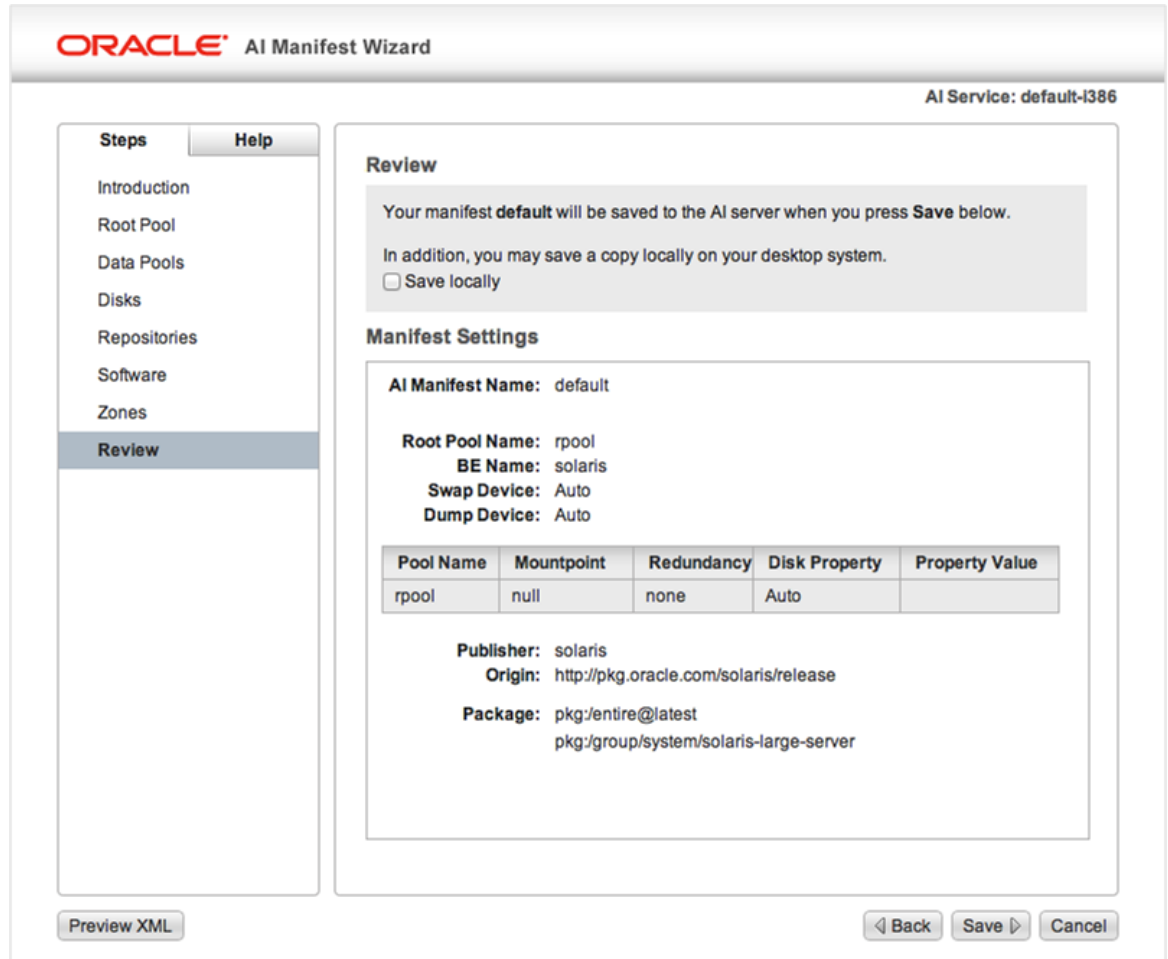 ORACLE AI Manifest Wizard
AI Service: default-i386
Steps Help
Introduction
Root Pool
Data Pools
Disks
Repositories
Software
Zones
Review
Review
Your manifest default will be saved to the AI server when you press Save below.
In addition, you may save a copy locally on your desktop system.
Save locally
Manifest Settings
AI Manifest Name: default
Root Pool Name: rpool
BE Name: solaris
Swap Device: Auto
Dump Device: Auto
Pool Name Mountpoint Redundancy Disk Property Property Value
rpool null none Auto
Publisher: solaris
Origin: http://pkg.oracle.com/solaris/release
Package: pkg:/entire@latest
pkg:/group/system/solaris-large-server
Preview XML Back Save Cancel